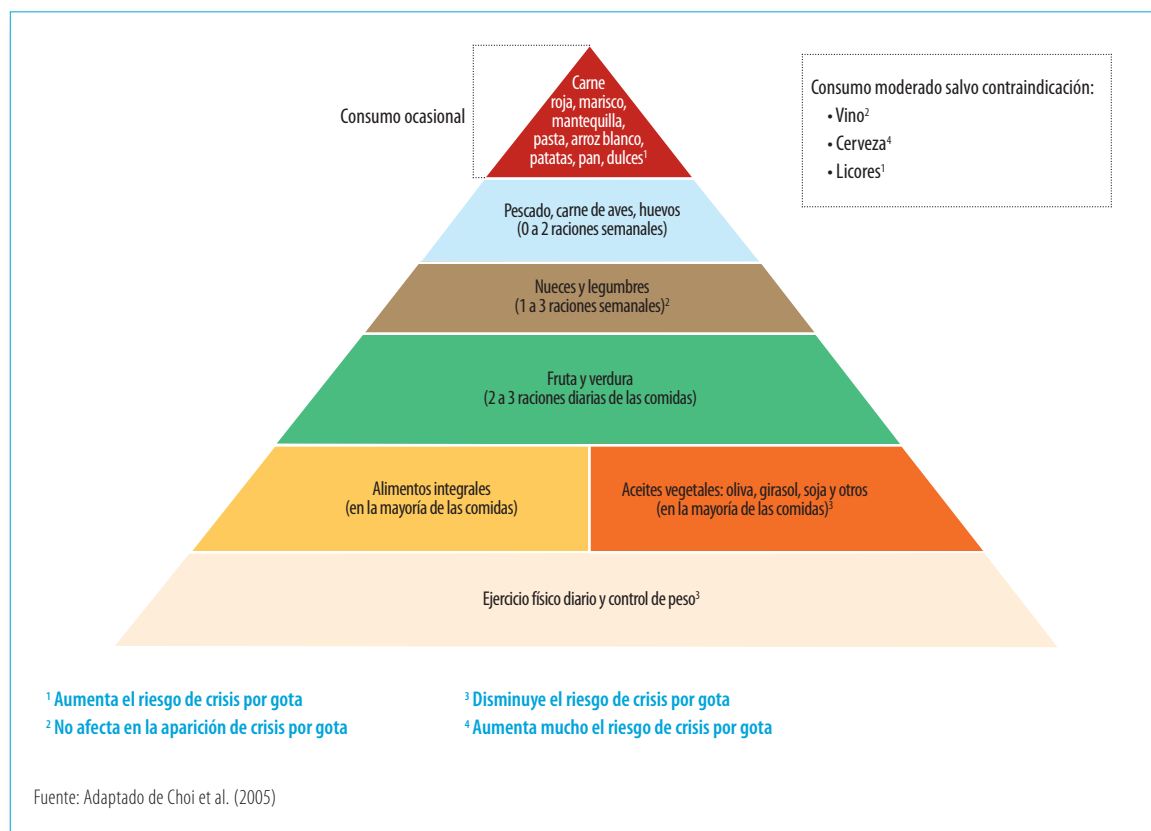 Consumo ocasional
Carne
roja, marisco,
mantequilla,
pasta, arroz blanco,
patatas, pan, dulces¹
Consumo moderado salvo contraindicación:
• Vino²
• Cerveza⁴
• Licores¹
Pescado, carne de aves, huevos
(0 a 2 raciones semanales)
Nueces y legumbres
(1 a 3 raciones semanales)²
Fruta y verdura
(2 a 3 raciones diarias de las comidas)
Alimentos integrales
(en la mayoría de las comidas)
Aceites vegetales: oliva, girasol, soja y otros
(en la mayoría de las comidas)³
Ejercicio físico diario y control de peso³
¹ Aumenta el riesgo de crisis por gota
² No afecta en la aparición de crisis por gota
³ Disminuye el riesgo de crisis por gota
⁴ Aumenta mucho el riesgo de crisis por gota
Fuente: Adaptado de Choi et al. (2005)